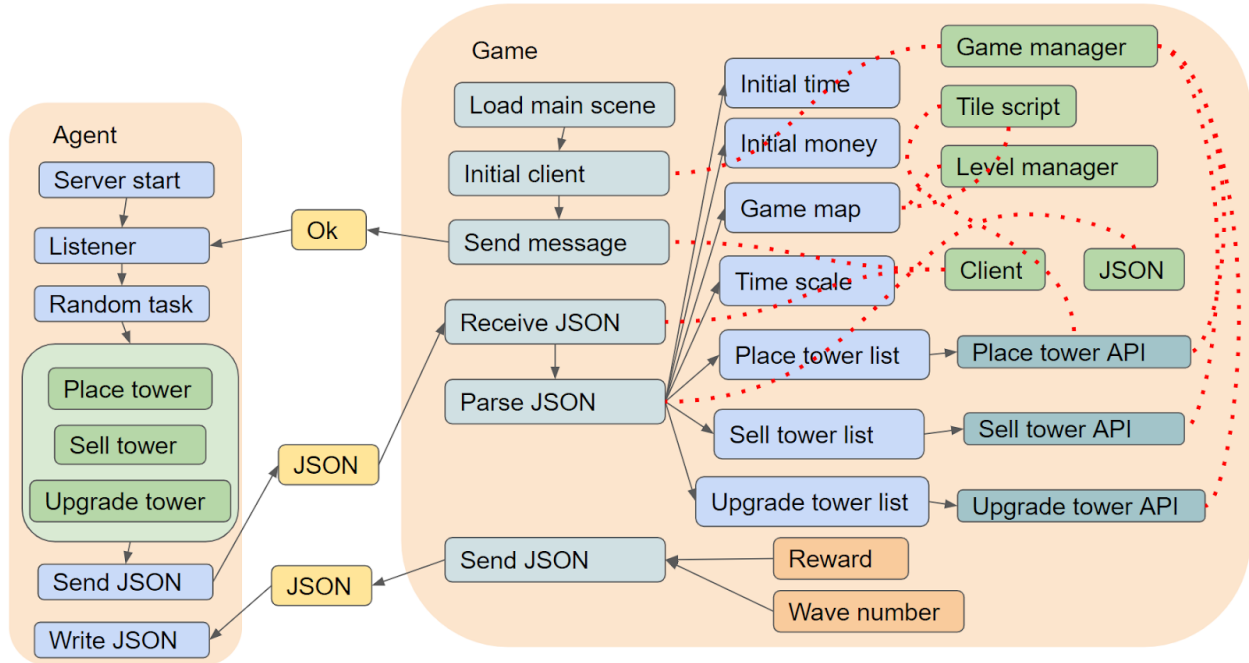 Agent
Server start
Listener
Random task
Place tower
Sell tower
Upgrade tower
Send JSON
Write JSON
Ok
JSON
JSON
Game
Load main scene
Initial client
Send message
Receive JSON
Parse JSON
Send JSON
Initial time
Initial money
Game map
Time scale
Place tower list
Sell tower list
Upgrade tower list
Reward
Wave number
Game manager
Tile script
Level manager
Client
JSON
Place tower API
Sell tower API
Upgrade tower API